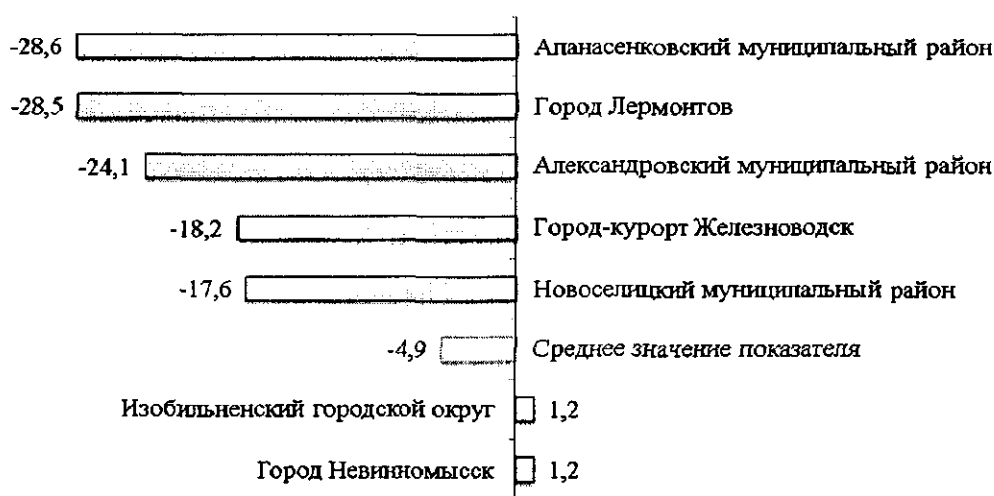 -28,6 Апанасенковский муниципальный район
-28,5 Город Лермонтов
-24,1 Александровский муниципальный район
-18,2 Город-курорт Железноводск
-17,6 Новоселицкий муниципальный район
-4,9 Среднее значение показателя
Изобильненский городской округ 1,2
Город Невинномысск 1,2